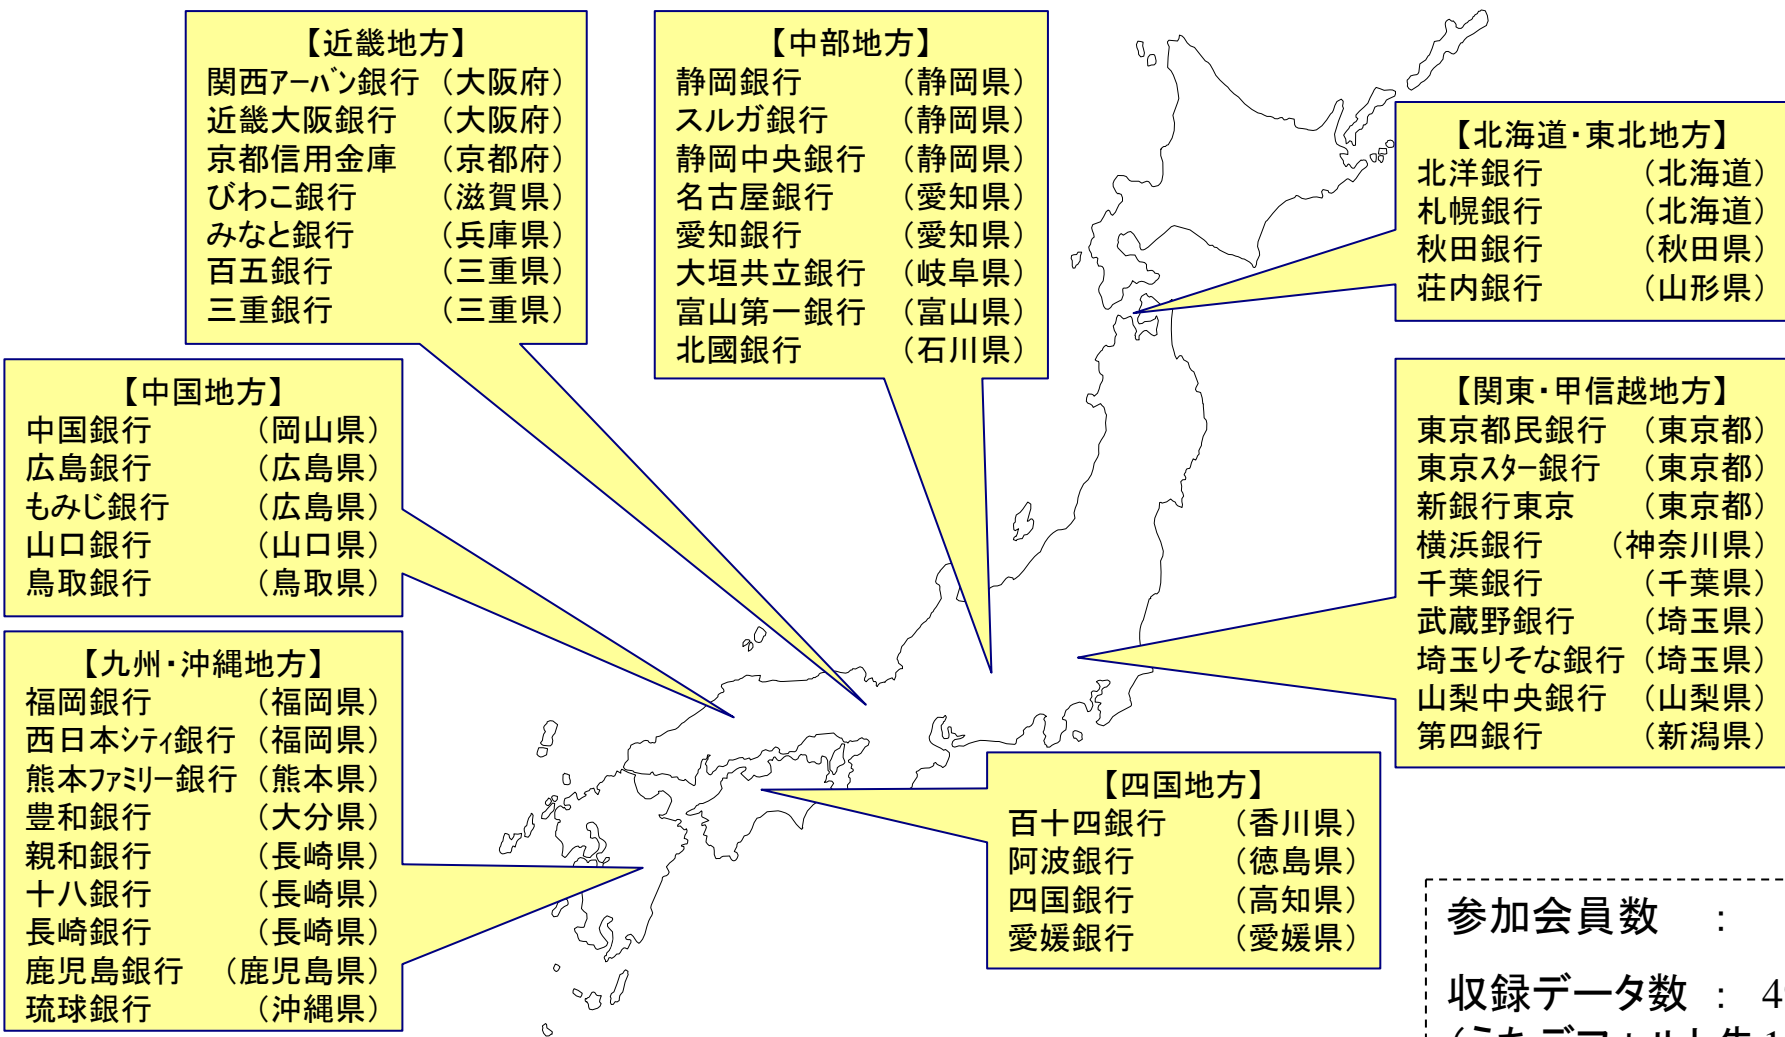 【近畿地方】
関西アーバン銀行（大阪府）
近畿大阪銀行（大阪府）
京都信用金庫（京都府）
びわこ銀行（滋賀県）
みなと銀行（兵庫県）
百五銀行（三重県）
三重銀行（三重県）
【中部地方】
静岡銀行（静岡県）
スルガ銀行（静岡県）
静岡中央銀行（静岡県）
名古屋銀行（愛知県）
愛知銀行（愛知県）
大垣共立銀行（岐阜県）
富山第一銀行（富山県）
北國銀行（石川県）
【北海道・東北地方】
北洋銀行（北海道）
札幌銀行（北海道）
秋田銀行（秋田県）
荘内銀行（山形県）
【中国地方】
中国銀行（岡山県）
広島銀行（広島県）
もみじ銀行（広島県）
山口銀行（山口県）
鳥取銀行（鳥取県）
【関東・甲信越地方】
東京都民銀行（東京都）
東京スター銀行（東京都）
新銀行東京（東京都）
横浜銀行（神奈川県）
千葉銀行（千葉県）
武蔵野銀行（埼玉県）
埼玉りそな銀行（埼玉県）
山梨中央銀行（山梨県）
第四銀行（新潟県）
【九州・沖縄地方】
福岡銀行（福岡県）
西日本シティ銀行（福岡県）
熊本ファミリー銀行（熊本県）
豊和銀行（大分県）
親和銀行（長崎県）
十八銀行（長崎県）
長崎銀行（長崎県）
鹿児島銀行（鹿児島県）
琉球銀行（沖縄県）
【四国地方】
百十四銀行（香川県）
阿波銀行（徳島県）
四国銀行（高知県）
愛媛銀行（愛媛県）
参加会員数 ：
収録データ数 ： 4